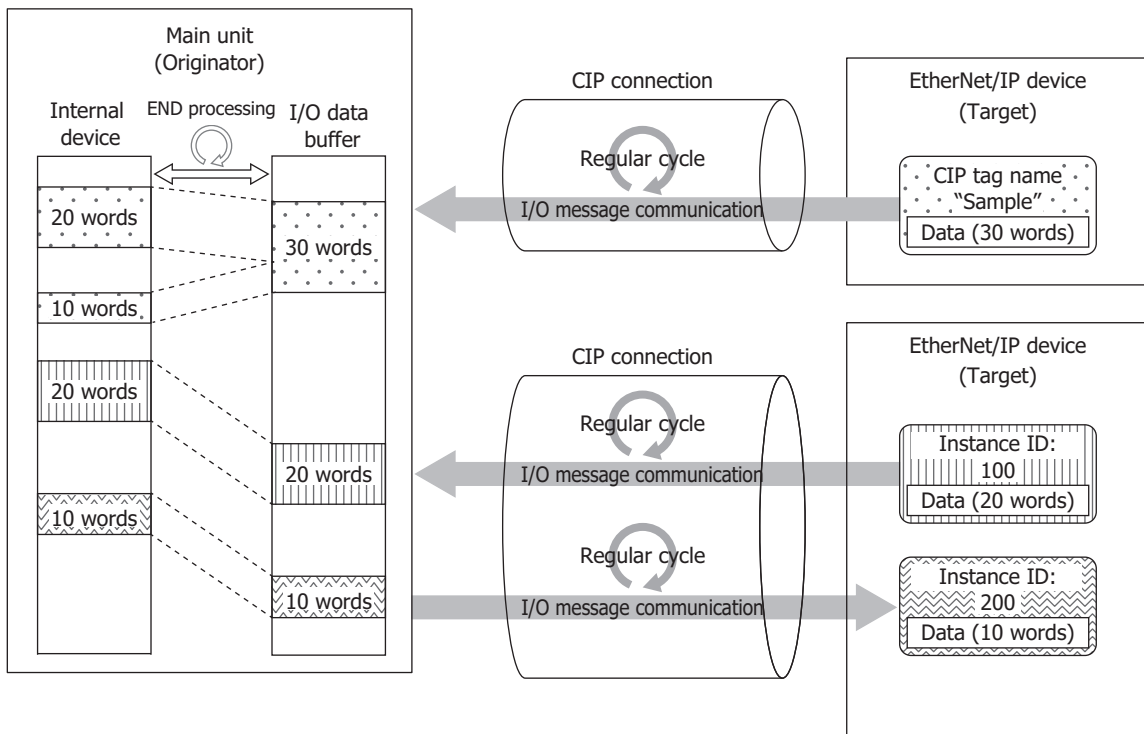 Main unit
(Originator)
Internal
device
END processing
I/O data
buffer
20 words
10 words
20 words
10 words
30 words
20 words
10 words
CIP connection
Regular cycle
I/O message communication
EtherNet/IP device
(Target)
CIP tag name
“Sample”
Data (30 words)
CIP connection
Regular cycle
I/O message communication
Regular cycle
I/O message communication
EtherNet/IP device
(Target)
Instance ID:
100
Data (20 words)
Instance ID:
200
Data (10 words)